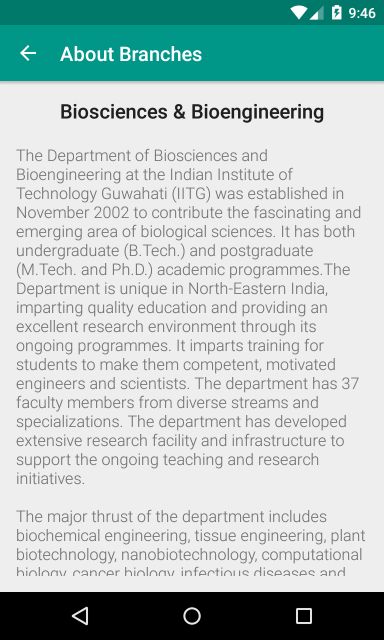 9:46
About Branches
Biosciences & Bioengineering
The Department of Biosciences and
Bioengineering at the Indian Institute of
Technology Guwahati (IITG) was established in
November 2002 to contribute the fascinating and
emerging area of biological sciences. It has both
undergraduate (B.Tech.) and postgraduate
(M.Tech. and Ph.D.) academic programmes.The
Department is unique in North-Eastern India,
imparting quality education and providing an
excellent research environment through its
ongoing programmes. It imparts training for
students to make them competent, motivated
engineers and scientists. The department has 37
faculty members from diverse streams and
specializations. The department has developed
extensive research facility and infrastructure to
support the ongoing teaching and research
initiatives.
The major thrust of the department includes
biochemical engineering, tissue engineering, plant
biotechnology, nanobiotechnology, computational
biology, cancer biology, infectious diseases and